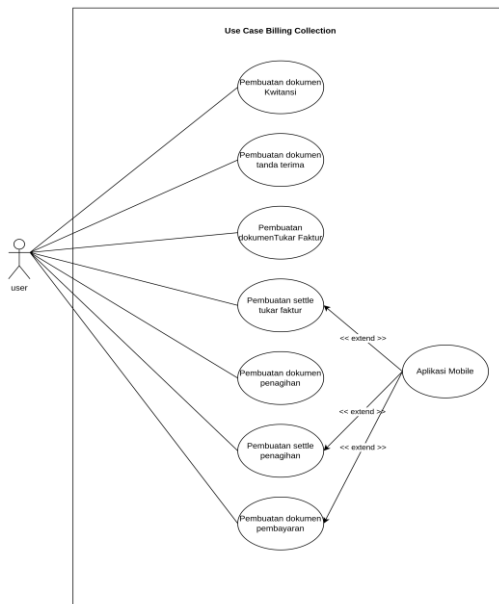 Use Case Billing Collection
Pembuatan dokumen
Kwitansi
Pembuatan dokumen
tanda terima
Pembuatan
dokumenTukar Faktur
user
Pembuatan settle
tukar faktur
<< extend >>
Pembuatan dokumen
penagihan
Aplikasi Mobile
<< extend >>
Pembuatan settle
penagihan
<< extend >>
Pembuatan dokumen
pembayaran